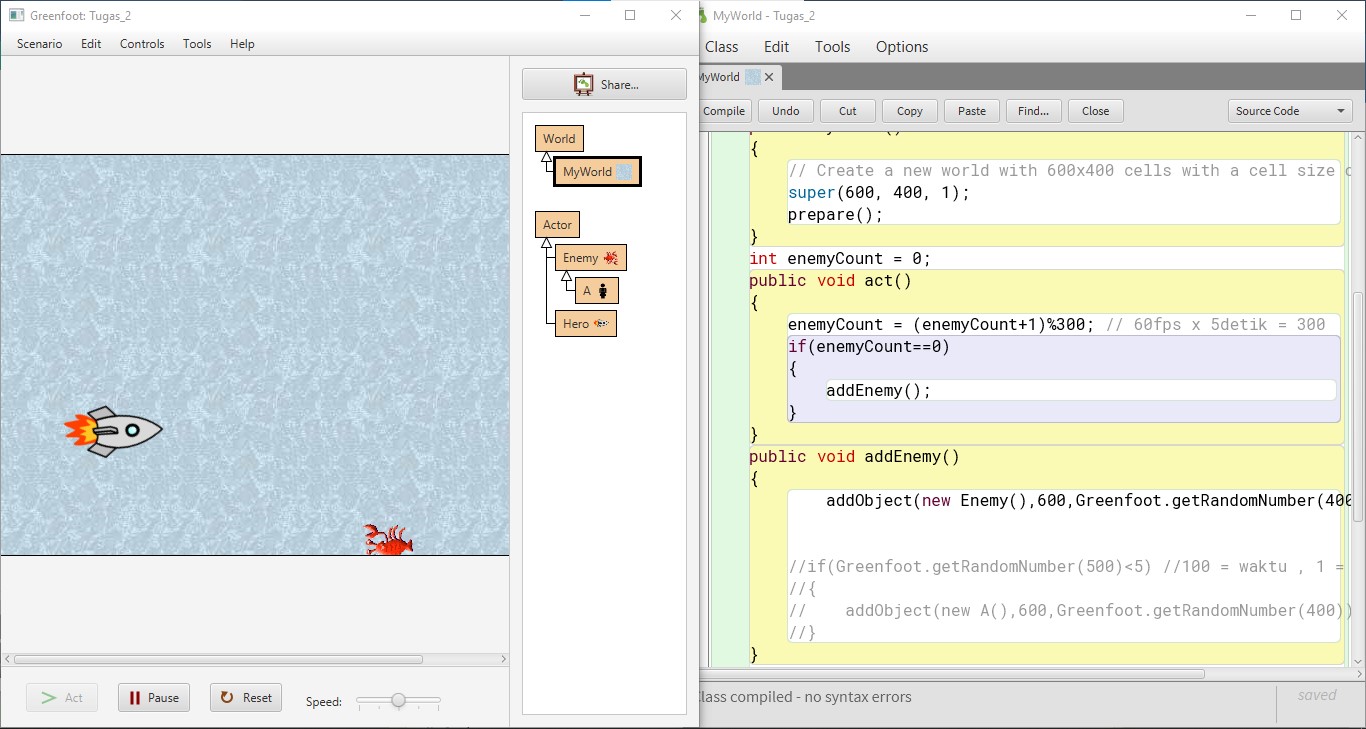 Greenfoot: Tugas_2
Scenario Edit Controls Tools Help
Share...
World
MyWorld
Actor
Enemy
A
Hero
Act
Pause
Reset
Speed:
MyWorld - Tugas_2
Class Edit Tools Options
MyWorld
Compile Undo Cut Copy Paste Find... Close Source Code
{
// Create a new world with 600x400 cells with a cell size
super(600, 400, 1);
prepare();
}
int enemyCount = 0;
public void act()
{
enemyCount = (enemyCount+1)%300; // 60fps x 5detik = 300
if(enemyCount==0)
{
addEnemy();
}
}
public void addEnemy()
{
addObject(new Enemy(),600,Greenfoot.getRandomNumber(400
//if(Greenfoot.getRandomNumber(500)<5) //100 = waktu , 1 =
//{
// addObject(new A(),600,Greenfoot.getRandomNumber(400))
//}
}
Class compiled - no syntax errors
saved